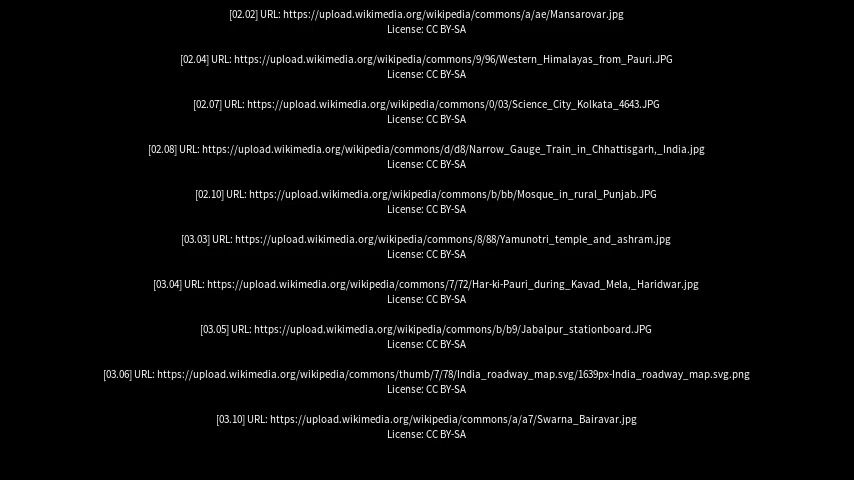 [02.02] URL: https://upload.wikimedia.org/wikipedia/commons/a/ae/Mansarovar.jpg
License: CC BY-SA
[02.04] URL: https://upload.wikimedia.org/wikipedia/commons/9/96/Western_Himalayas_from_Pauri.JPG
License: CC BY-SA
[02.07] URL: https://upload.wikimedia.org/wikipedia/commons/0/03/Science_City_Kolkata_4643.JPG
License: CC BY-SA
[02.08] URL: https://upload.wikimedia.org/wikipedia/commons/d/d8/Narrow_Gauge_Train_in_Chhattisgarh,_India.jpg
License: CC BY-SA
[02.10] URL: https://upload.wikimedia.org/wikipedia/commons/b/bb/Mosque_in_rural_Punjab.JPG
License: CC BY-SA
[03.03] URL: https://upload.wikimedia.org/wikipedia/commons/8/88/Yamunotri_temple_and_ashram.jpg
License: CC BY-SA
[03.04] URL: https://upload.wikimedia.org/wikipedia/commons/7/72/Har-ki-Pauri_during_Kavad_Mela,_Haridwar.jpg
License: CC BY-SA
[03.05] URL: https://upload.wikimedia.org/wikipedia/commons/b/b9/Jabalpur_stationboard.JPG
License: CC BY-SA
[03.06] URL: https://upload.wikimedia.org/wikipedia/commons/thumb/7/78/India_roadway_map.svg/1639px-India_roadway_map.svg.png
License: CC BY-SA
[03.10] URL: https://upload.wikimedia.org/wikipedia/commons/a/a7/Swarna_Bairavar.jpg
License: CC BY-SA